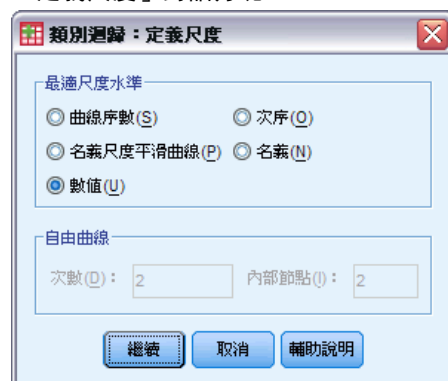 類別迴歸：定義尺度
最適尺度水準
曲線序數(S) 次序(O)
名義尺度平滑曲線(P) 名義(N)
數值(U)
自由曲線
次數(D)： 2 內部節點(I)： 2
繼續 取消 輔助說明